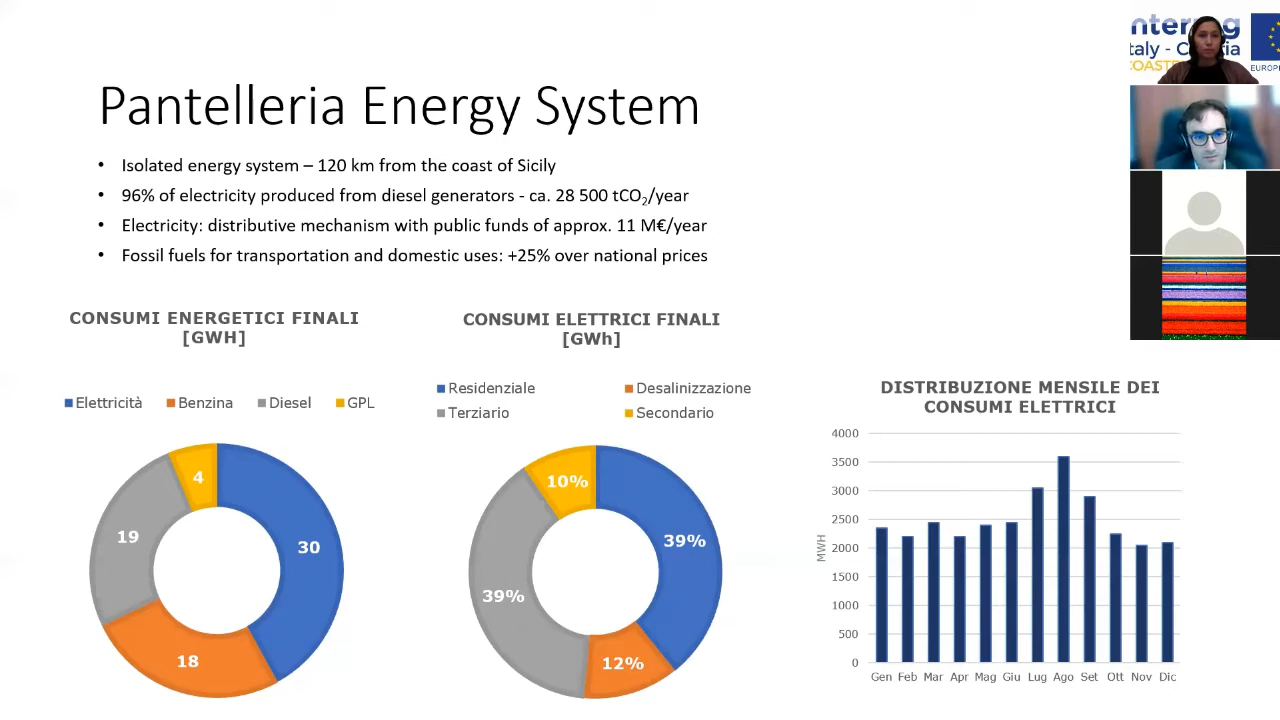 Pantelleria Energy System
• Isolated energy system – 120 km from the coast of Sicily
• 96% of electricity produced from diesel generators - ca. 28 500 tCO2/year
• Electricity: distributive mechanism with public funds of approx. 11 M€/year
• Fossil fuels for transportation and domestic uses: +25% over national prices
CONSUMI ENERGETICI FINALI
[GWH]
Elettricità Benzina Diesel GPL
4
19
30
18
CONSUMI ELETTRICI FINALI
[GWh]
Residenziale Desalinizzazione
Terziario Secondario
10%
39%
39%
12%
DISTRIBUZIONE MENSILE DEI
CONSUMI ELETTRICI
4000
3500
3000
2500
2000
1500
1000
500
0
MWH
Gen Feb Mar Apr Mag Giu Lug Ago Set Ott Nov Dic